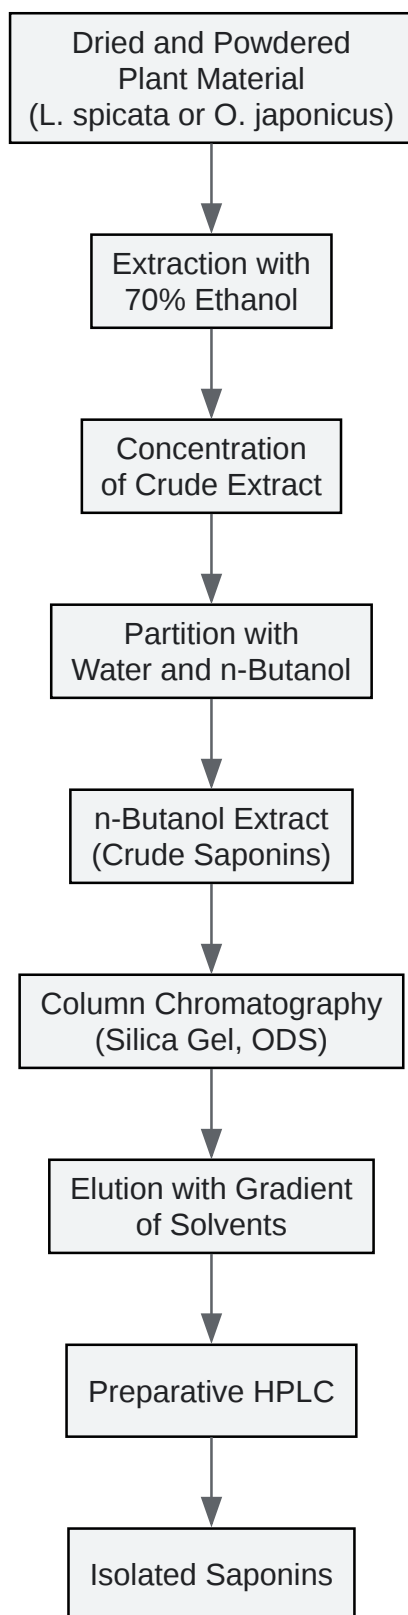 Dried and Powdered
Plant Material
(L. spicata or O. japonicus)
Extraction with
70% Ethanol
Concentration
of Crude Extract
Partition with
Water and n-Butanol
n-Butanol Extract
(Crude Saponins)
Column Chromatography
(Silica Gel, ODS)
Elution with Gradient
of Solvents
Preparative HPLC
Isolated Saponins